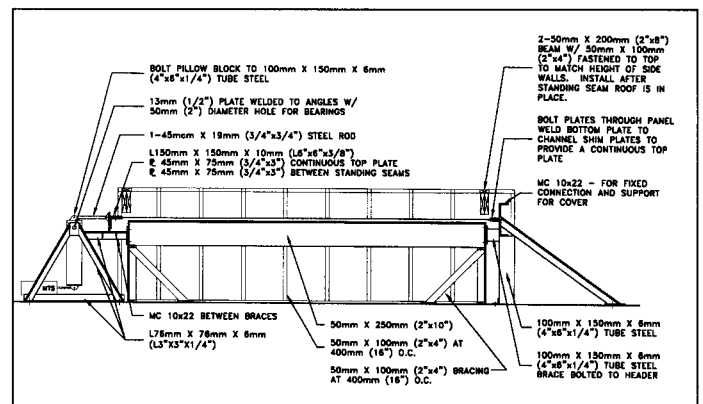 BOLT PILLOW BLOCK TO 100mm X 150mm X 6mm
(4"x6"x1/4") TUBE STEEL
13mm (1/2") PLATE WELDED TO ANGLES W/
50mm (2") DIAMETER HOLE FOR BEARINGS
1-45mcm X 19mm (3/4"x3/4") STEEL ROD
L150mm X 150mm X 10mm (L6"x6"x3/8")
℄ 45mm X 75mm (3/4"x3") CONTINUOUS TOP PLATE
℄ 45mm X 75mm (3/4"x3") BETWEEN STANDING SEAMS
2-50mm X 200mm (2"x8")
BEAM W/ 50mm X 100mm
(2"x4") FASTENED TO TOP
TO MATCH HEIGHT OF SIDE
WALLS. INSTALL AFTER
STANDING SEAM ROOF IS IN
PLACE.
BOLT PLATES THROUGH PANEL
WELD BOTTOM PLATE TO
CHANNEL SHIM PLATES TO
PROVIDE A CONTINUOUS TOP
PLATE
MC 10x22 - FOR FIXED
CONNECTION AND SUPPORT
FOR COVER
MTS
MC 10x22 BETWEEN BRACES
L76mm X 76mm X 6mm
(L3"X3"X1/4")
50mm X 250mm (2"x10")
50mm X 100mm (2"x4") AT
400mm (16") O.C.
50mm X 100mm (2"x4") BRACING
AT 400mm (16") O.C.
100mm X 150mm X 6mm
(4"x6"x1/4") TUBE STEEL
100mm X 150mm X 6mm
(4"x6"x1/4") TUBE STEEL
BRACE BOLTED TO HEADER